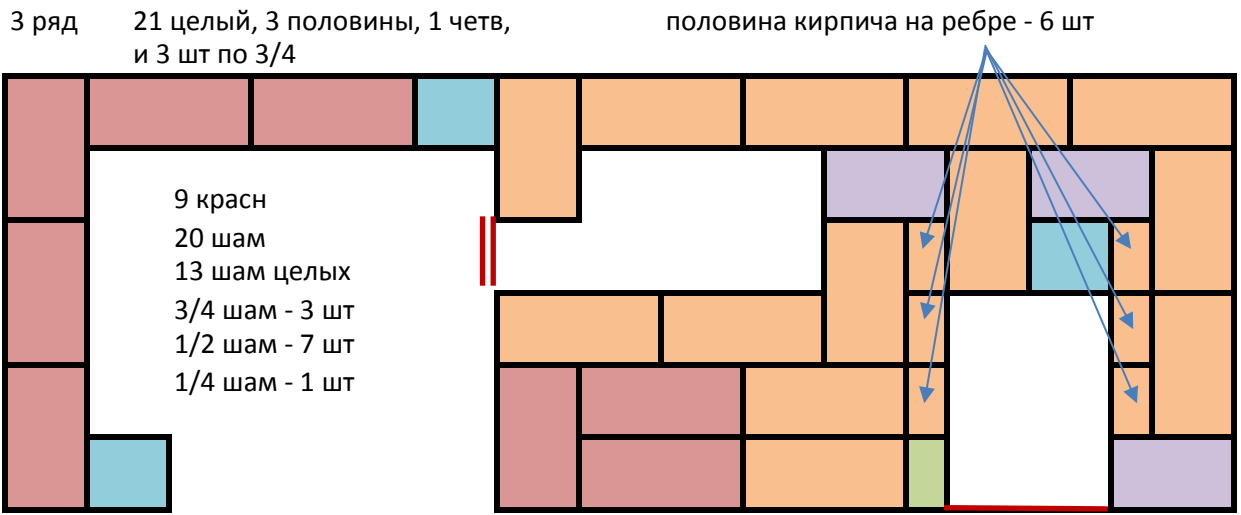 3 ряд
21 целый, 3 половины, 1 четв,
и 3 шт по 3/4
половина кирпича на ребре - 6 шт
9 красн
20 шам
13 шам целых
3/4 шам - 3 шт
1/2 шам - 7 шт
1/4 шам - 1 шт